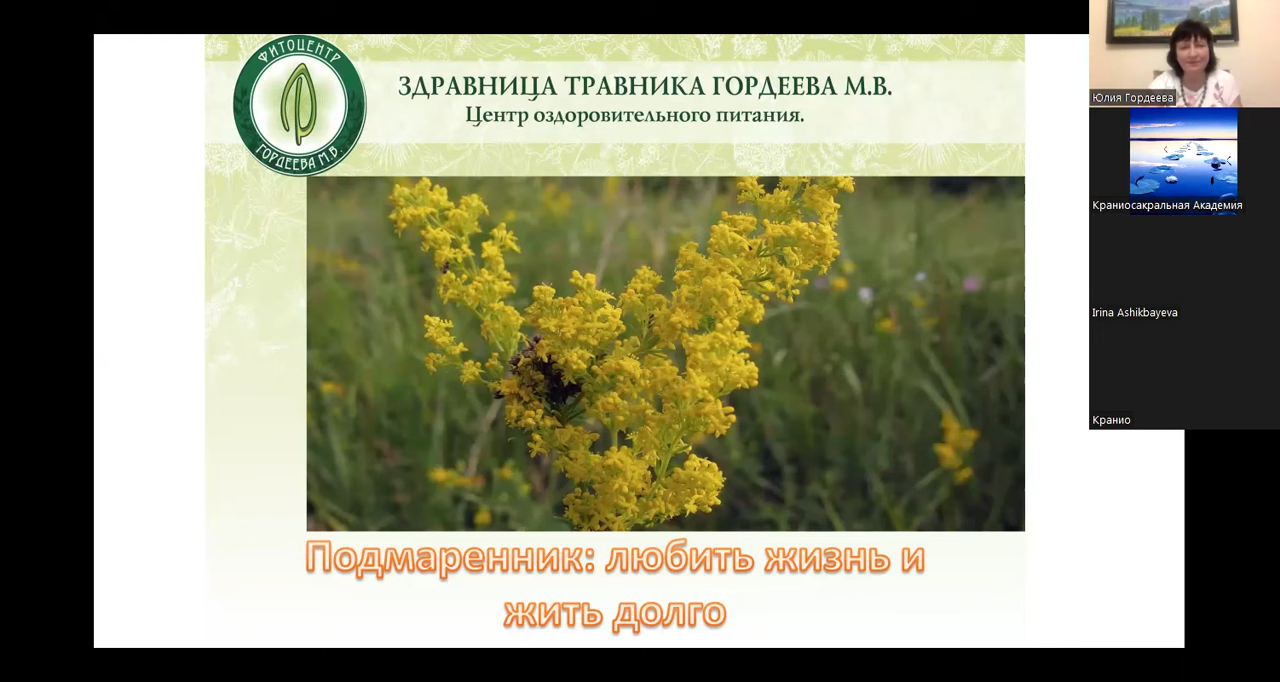 ФИТОЦЕНТР
ГОРДЕЕВА М.В.
ЗДРАВНИЦА ТРАВНИКА ГОРДЕЕВА М.В.
Центр оздоровительного питания.
Подмаренник: любить жизнь и
жить долго
Юлия Гордеева
Краниосакральная Академия
Irina Ashikbayeva
Кранио